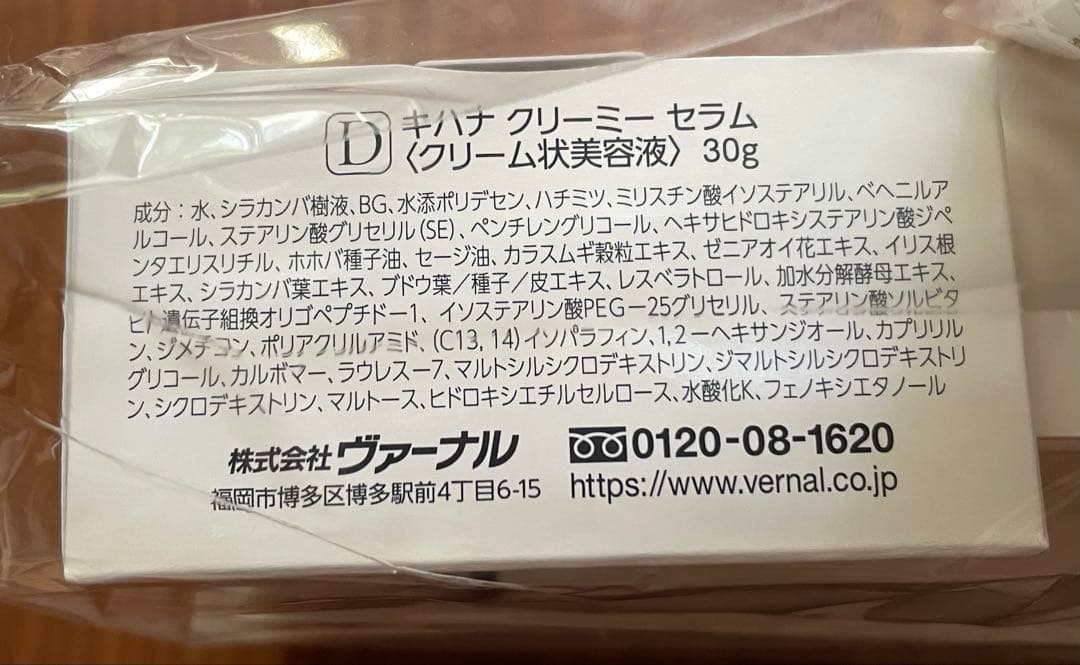 D キハナ クリーミー セラム
〈クリーム状美容液〉 30g
成分：水、シラカンバ樹液、BG、水添ポリデセン、ハチミツ、ミリスチン酸イソステアリル、ベヘニルア
ルコール、ステアリン酸グリセリル(SE)、ペンチレングリコール、ヘキサヒドロキシステアリン酸ジペ
ンタエリスリチル、ホホバ種子油、セージ油、カラスムギ穀粒エキス、ゼニアオイ花エキス、イリス根
エキス、シラカンバ葉エキス、ブドウ葉／種子／皮エキス、レスベラトロール、加水分解酵母エキス、
ヒト遺伝子組換オリゴペプチド－1、イソステアリン酸PEG－25グリセリル、ステアリン酸ソルビタ
ン、ジメチコン、ポリアクリルアミド、(C13, 14)イソパラフィン、1,2－ヘキサンジオール、カプリリル
グリコール、カルボマー、ラウレス－7、マルトシルシクロデキストリン、ジマルトシルシクロデキストリ
ン、シクロデキストリン、マルトース、ヒドロキシエチルセルロース、水酸化K、フェノキシエタノール
株式会社 ヴァーナル 0120-08-1620
福岡市博多区博多駅前4丁目6-15 https://www.vernal.co.jp